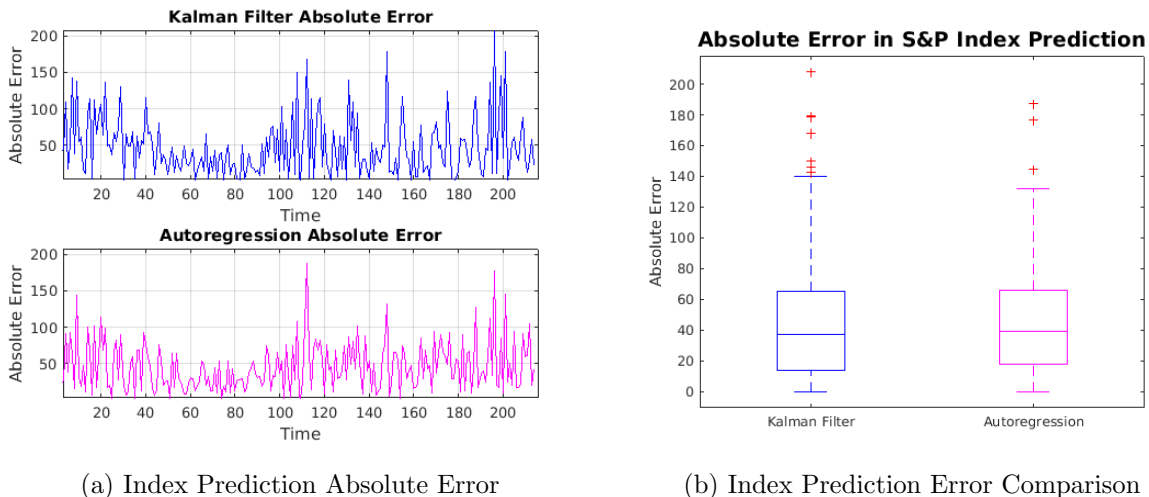 Kalman Filter Absolute Error
200
150
100
50
Absolute Error
20 40 60 80 100 120 140 160 180 200
Time
Autoregression Absolute Error
200
150
100
50
Absolute Error
20 40 60 80 100 120 140 160 180 200
Time
(a) Index Prediction Absolute Error
Absolute Error in S&P Index Prediction
200
180
160
140
120
100
80
60
40
20
0
Absolute Error
Kalman Filter Autoregression
(b) Index Prediction Error Comparison